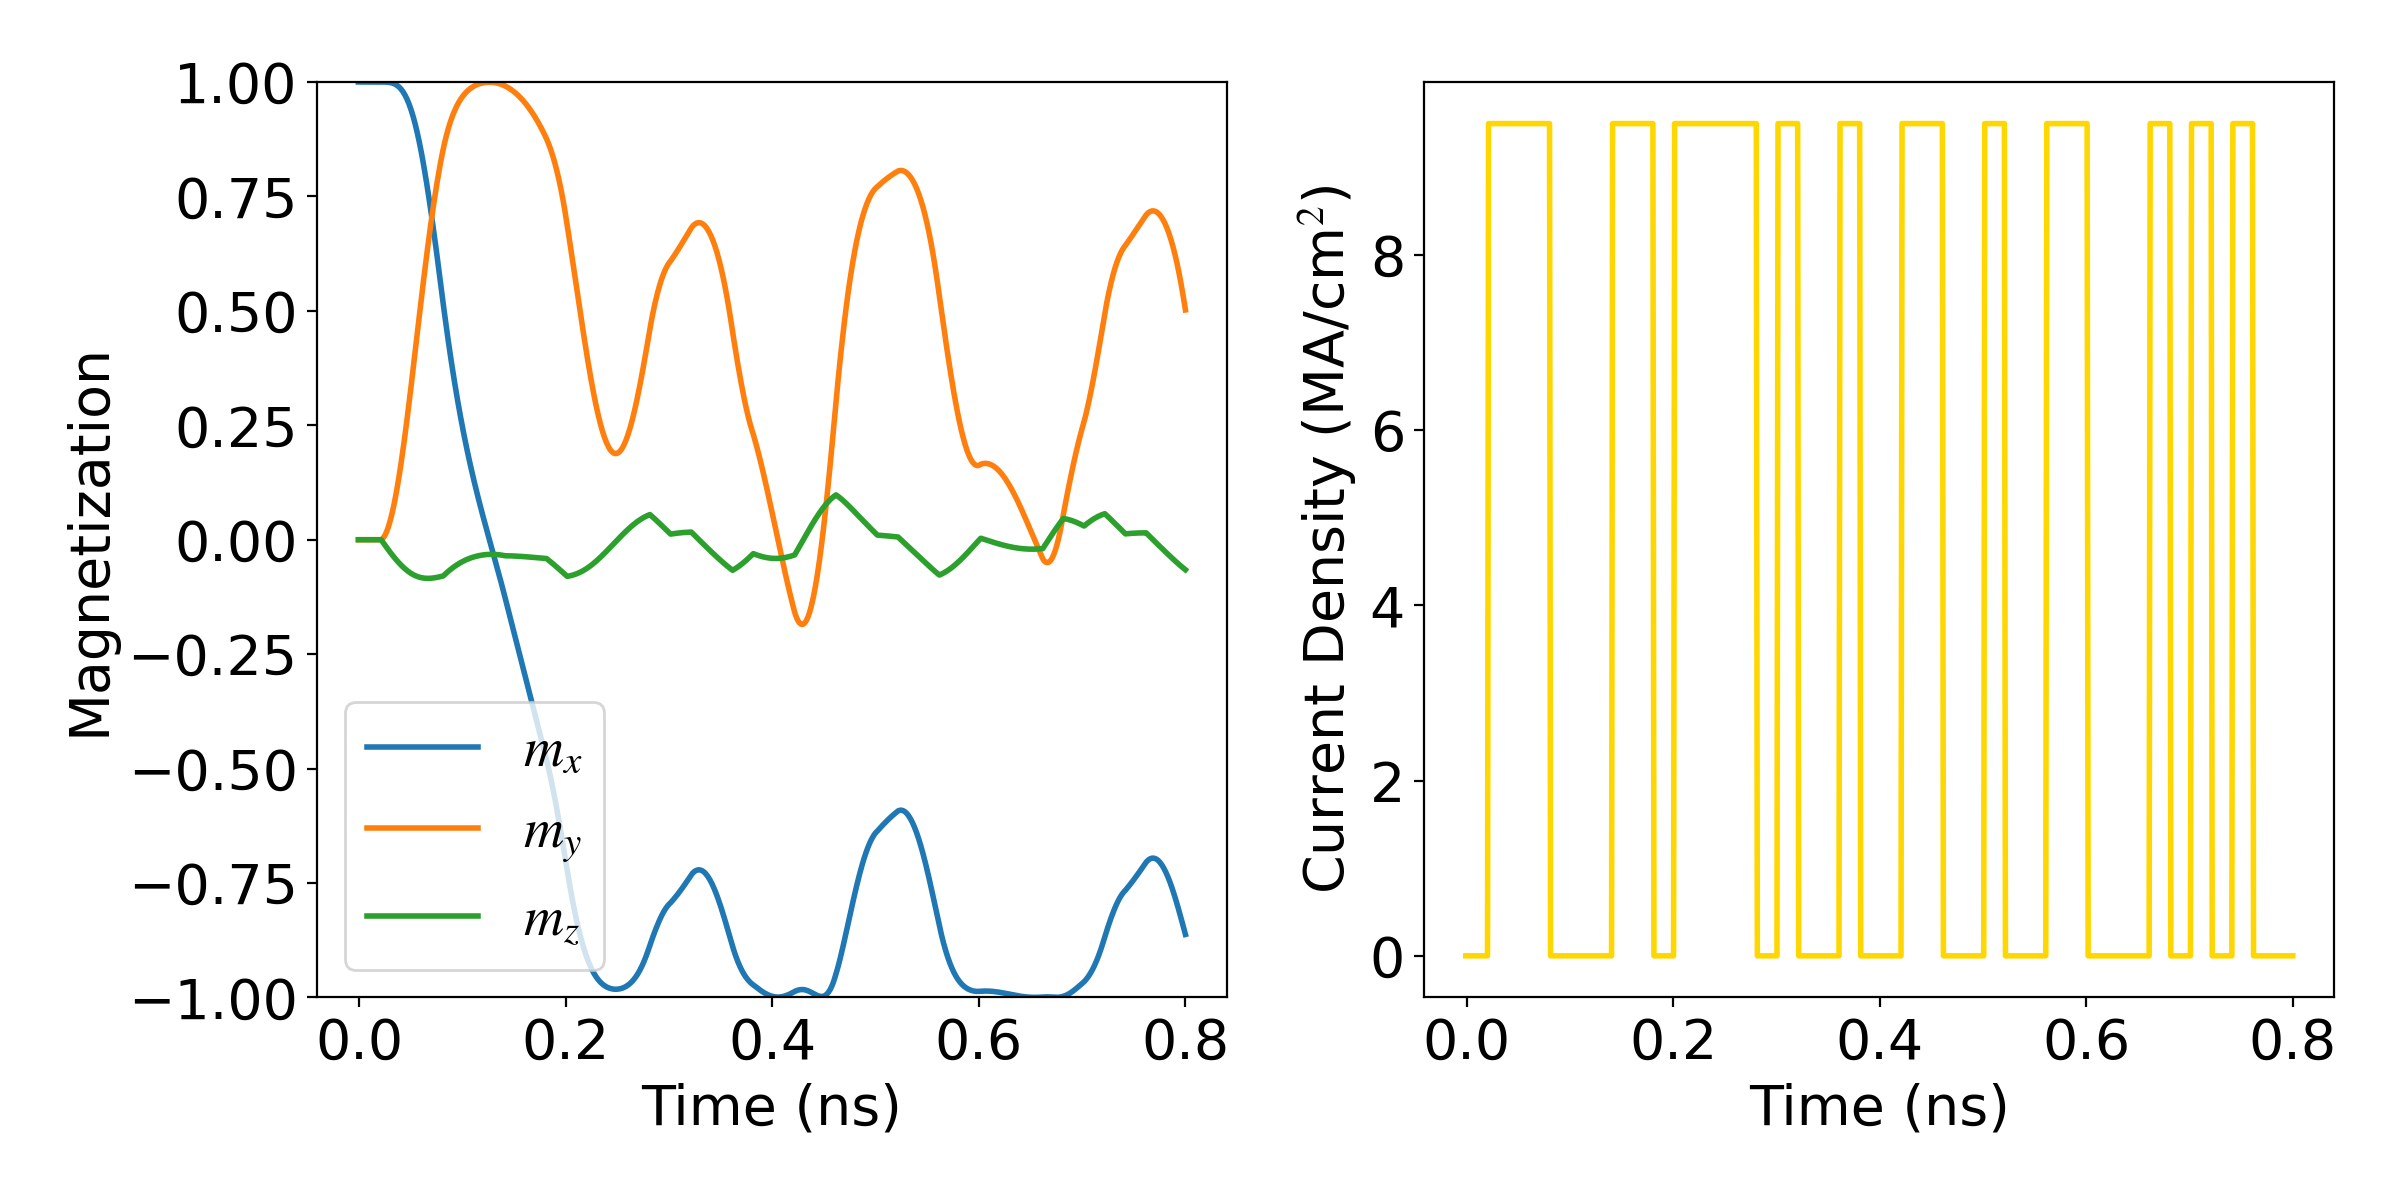 Magnetization
1.00
0.75
0.50
0.25
0.00
−0.25
−0.50
−0.75
−1.00
m_x
m_y
m_z
0.0 0.2 0.4 0.6 0.8
Time (ns)
Current Density (MA/cm²)
8
6
4
2
0
0.0 0.2 0.4 0.6 0.8
Time (ns)